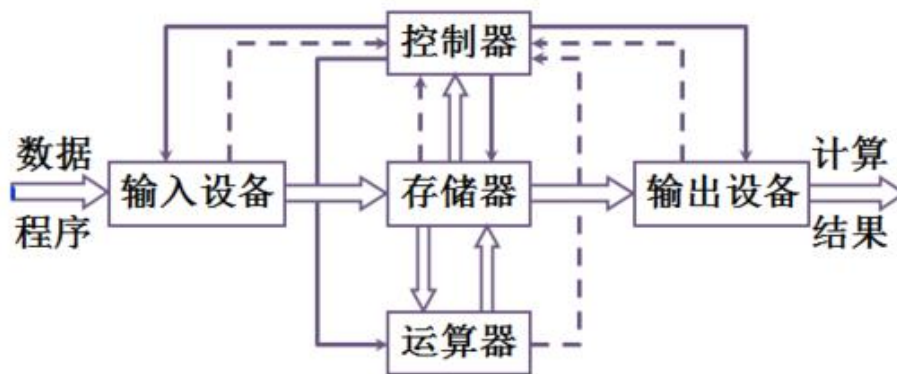 控制器
数据
程序
输入设备
存储器
输出设备
计算
结果
运算器